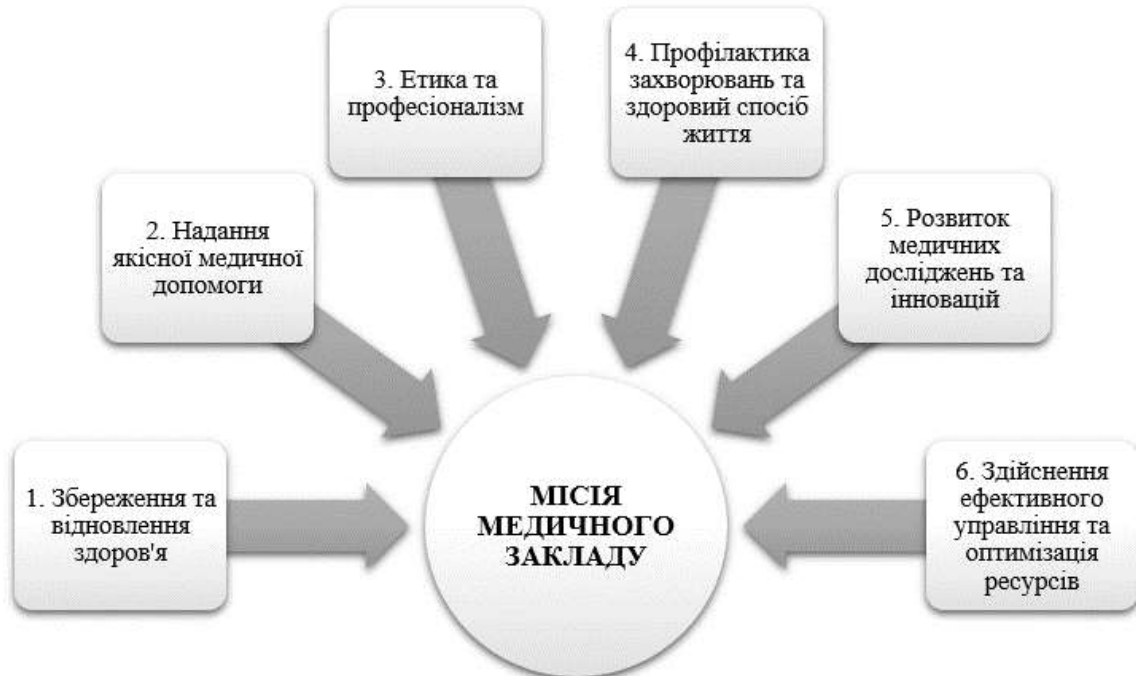 1. Збереження та
відновлення
здоров'я
2. Надання
якісної медичної
допомоги
3. Етика та
професіоналізм
4. Профілактика
захворювань та
здоровий спосіб
життя
5. Розвиток
медичних
досліджень та
інновацій
6. Здійснення
ефективного
управління та
оптимізація
ресурсів
МІСІЯ
МЕДИЧНОГО
ЗАКЛАДУ